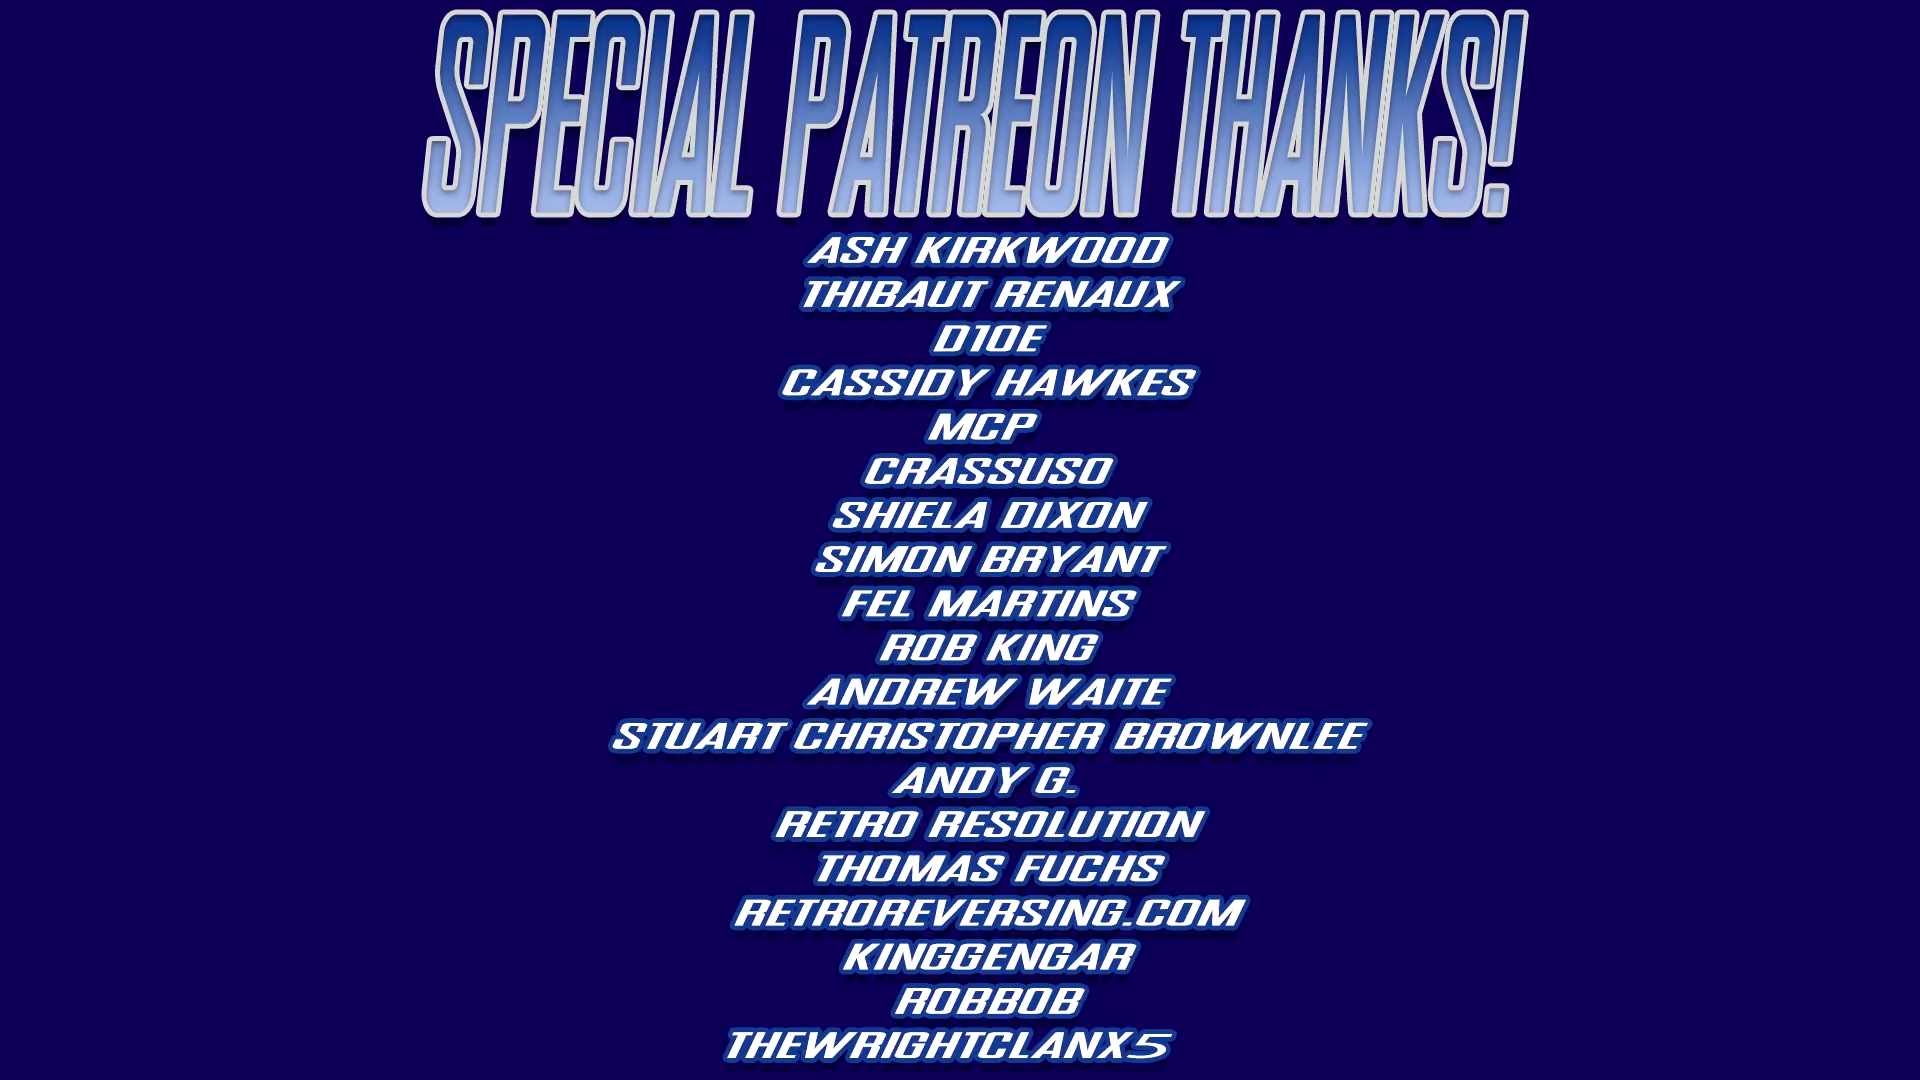 SPECIAL PATREON THANKS!
ASH KIRKWOOD
THIBAUT RENAUX
D10E
CASSIDY HAWKES
MCP
CRASSUSO
SHIELA DIXON
SIMON BRYANT
FEL MARTINS
ROB KING
ANDREW WAITE
STUART CHRISTOPHER BROWNLEE
ANDY G.
RETRO RESOLUTION
THOMAS FUCHS
RETROREVERSING.COM
KINGGENGAR
ROBBOB
THEWRIGHTCLANX5